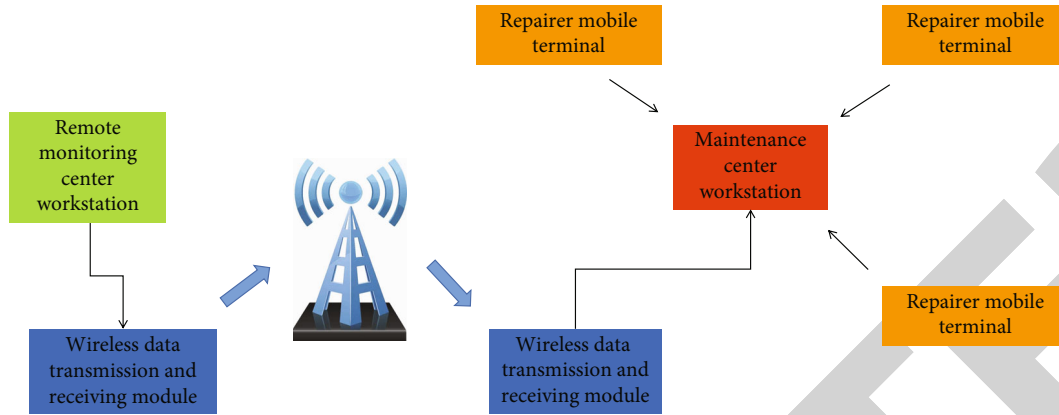 Repairer mobile
terminal
Repairer mobile
terminal
Remote
monitoring
center
workstation
Maintenance
center
workstation
Repairer mobile
terminal
Wireless data
transmission and
receiving module
Wireless data
transmission and
receiving module